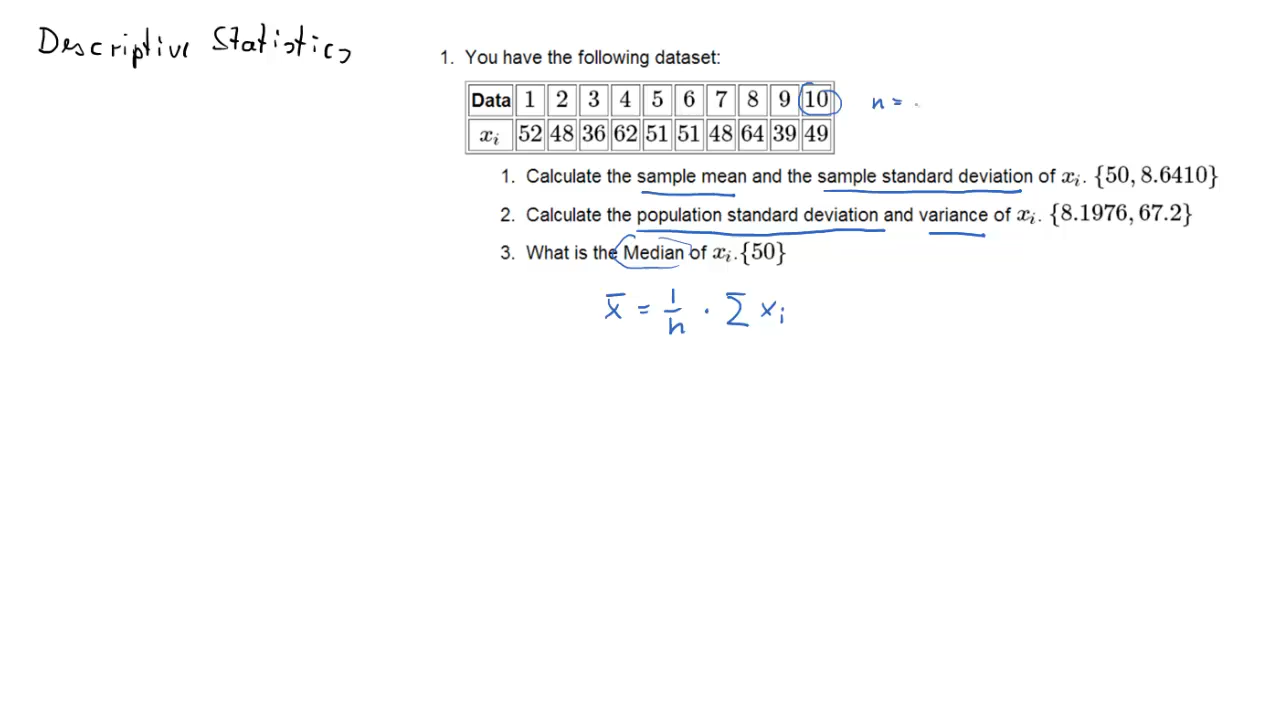 Descriptive Statistics
1. You have the following dataset:
Data 1 2 3 4 5 6 7 8 9 10 n =
xᵢ 52 48 36 62 51 51 48 64 39 49
1. Calculate the sample mean and the sample standard deviation of xᵢ. {50, 8.6410}
2. Calculate the population standard deviation and variance of xᵢ. {8.1976, 67.2}
3. What is the Median of xᵢ.{50}
x̄ = 1/n · Σ xᵢ